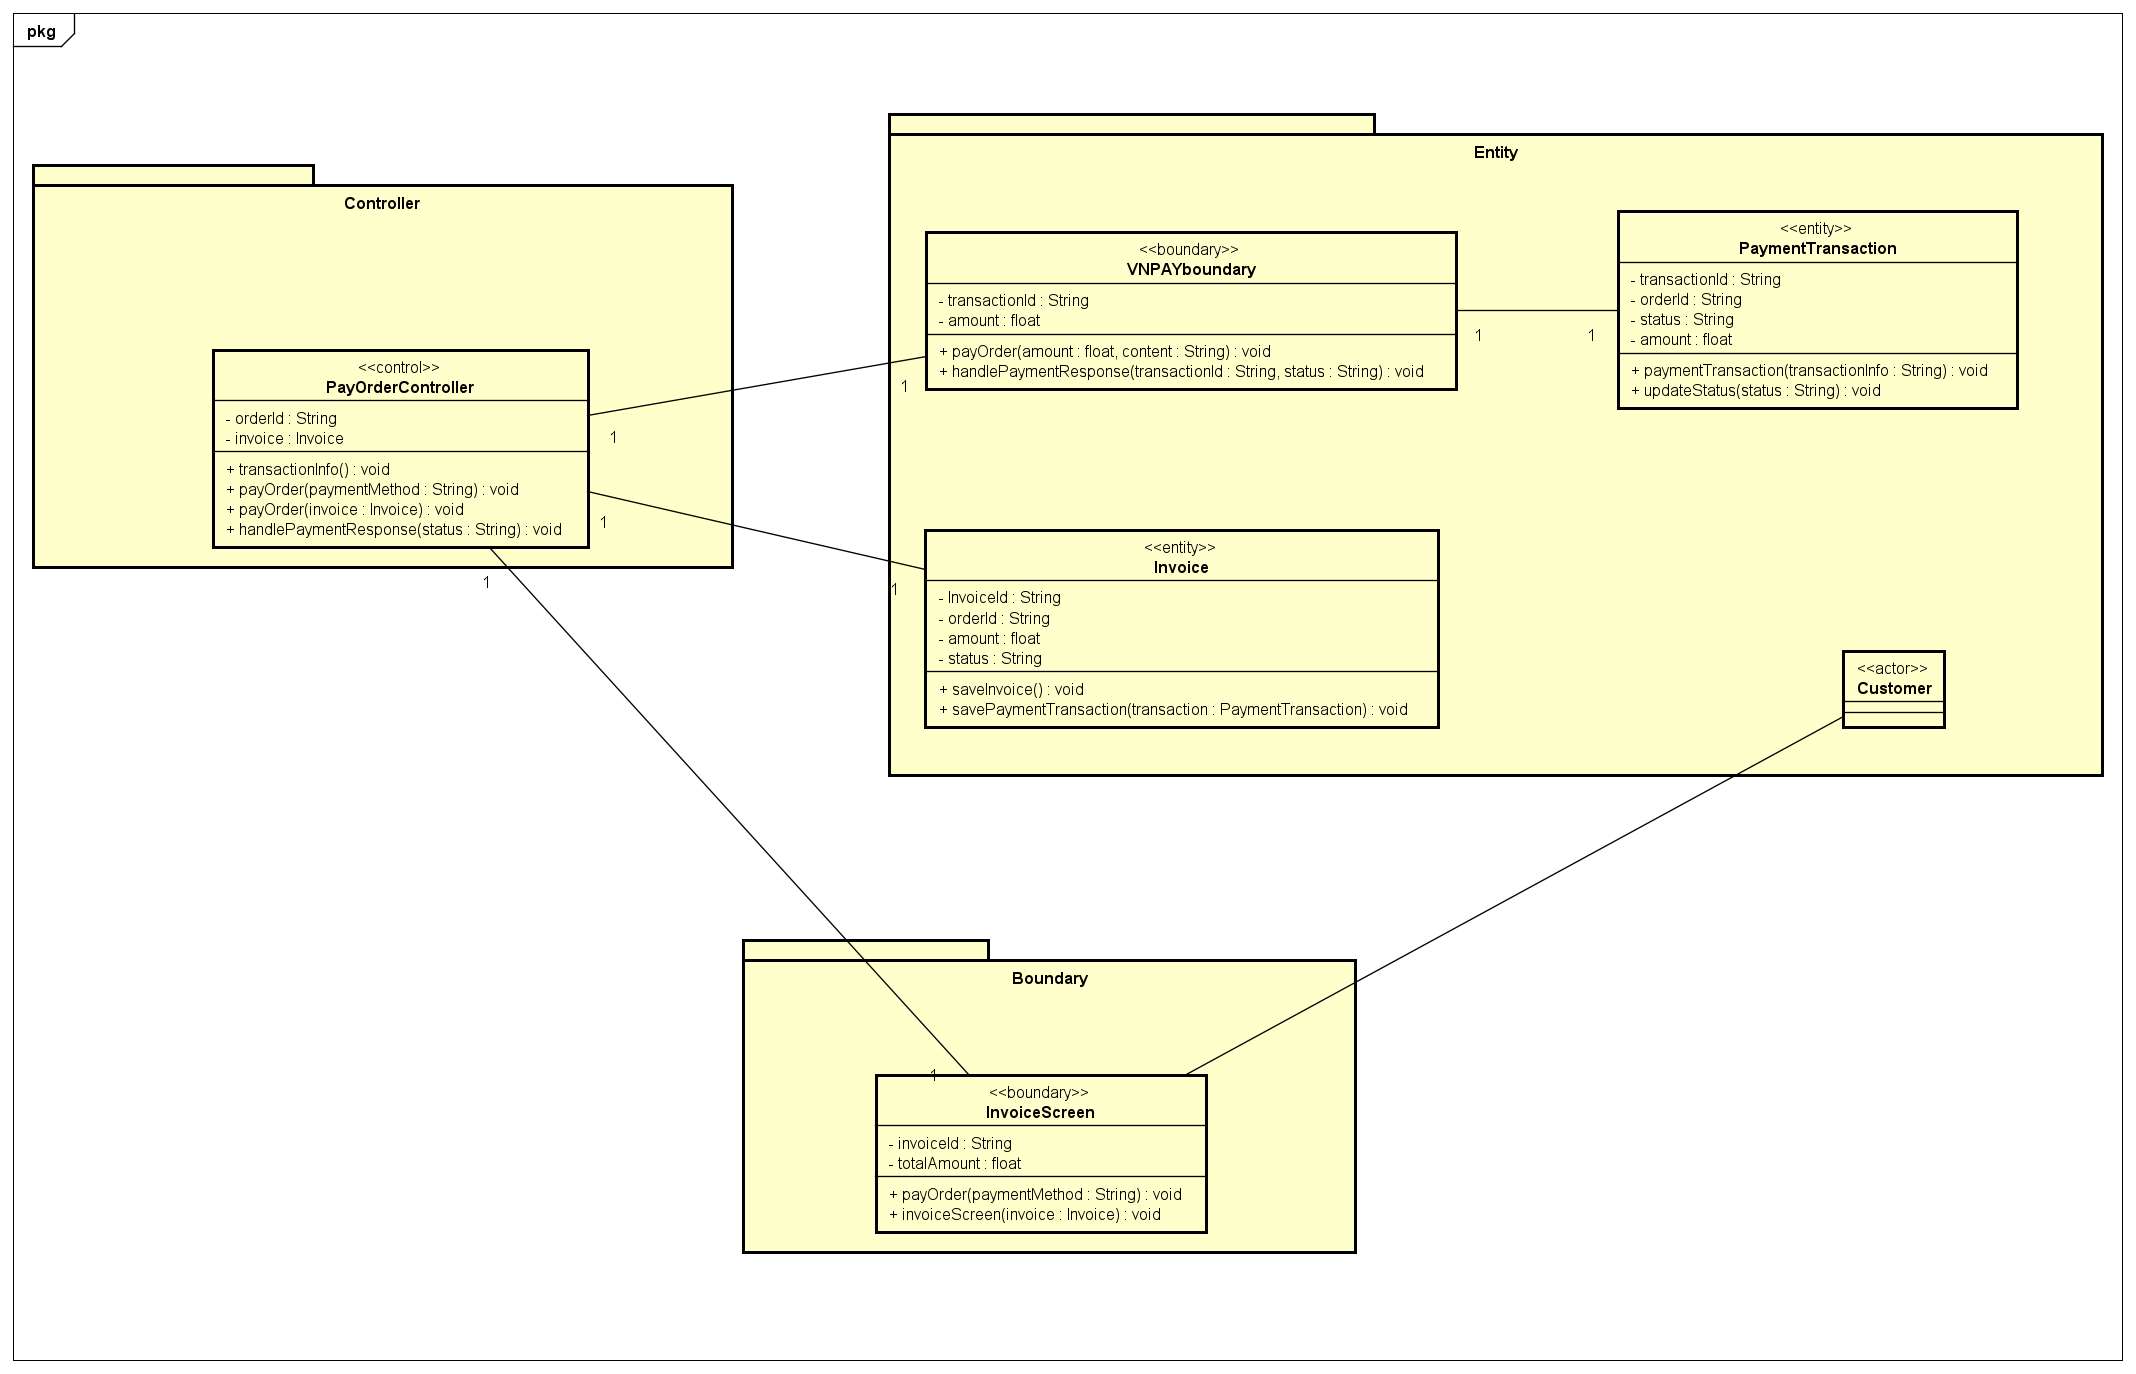 pkg
Controller
<<control>>
PayOrderController
- orderId : String
- invoice : Invoice
+ transactionInfo() : void
+ payOrder(paymentMethod : String) : void
+ payOrder(invoice : Invoice) : void
+ handlePaymentResponse(status : String) : void
Entity
<<boundary>>
VNPAYboundary
- transactionId : String
- amount : float
+ payOrder(amount : float, content : String) : void
+ handlePaymentResponse(transactionId : String, status : String) : void
<<entity>>
PaymentTransaction
- transactionId : String
- orderId : String
- status : String
- amount : float
+ paymentTransaction(transactionInfo : String) : void
+ updateStatus(status : String) : void
1
1
1
1
1
1
<<entity>>
Invoice
- InvoiceId : String
- orderId : String
- amount : float
- status : String
+ saveInvoice() : void
+ savePaymentTransaction(transaction : PaymentTransaction) : void
<<actor>>
Customer
1
1
Boundary
<<boundary>>
InvoiceScreen
- invoiceId : String
- totalAmount : float
+ payOrder(paymentMethod : String) : void
+ invoiceScreen(invoice : Invoice) : void